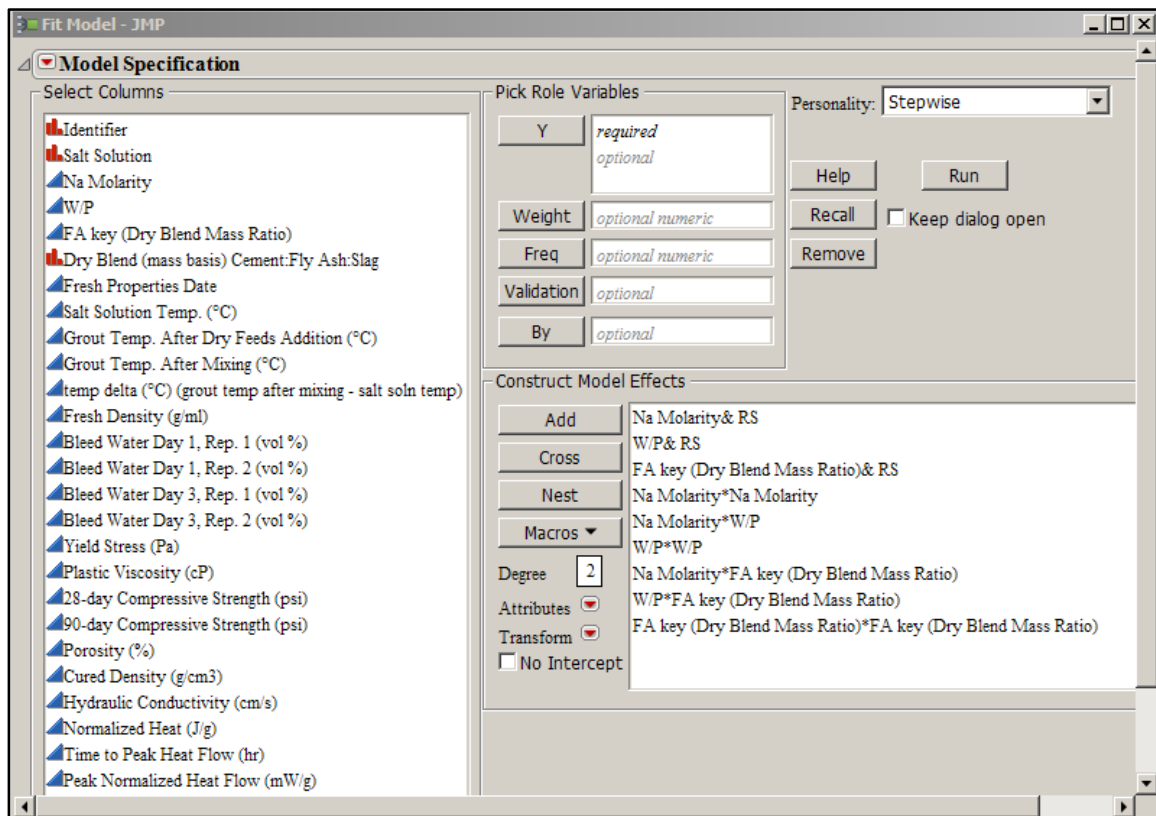 Fit Model - JMP
Model Specification
Select Columns
Identifier
Salt Solution
Na Molarity
W/P
FA key (Dry Blend Mass Ratio)
Dry Blend (mass basis) Cement:Fly Ash:Slag
Fresh Properties Date
Salt Solution Temp. (°C)
Grout Temp. After Dry Feeds Addition (°C)
Grout Temp. After Mixing (°C)
temp delta (°C) (grout temp after mixing - salt soln temp)
Fresh Density (g/ml)
Bleed Water Day 1, Rep. 1 (vol %)
Bleed Water Day 1, Rep. 2 (vol %)
Bleed Water Day 3, Rep. 1 (vol %)
Bleed Water Day 3, Rep. 2 (vol %)
Yield Stress (Pa)
Plastic Viscosity (cP)
28-day Compressive Strength (psi)
90-day Compressive Strength (psi)
Porosity (%)
Cured Density (g/cm3)
Hydraulic Conductivity (cm/s)
Normalized Heat (J/g)
Time to Peak Heat Flow (hr)
Peak Normalized Heat Flow (mW/g)
Pick Role Variables
Y required
optional
Weight optional numeric
Freq optional numeric
Validation optional
By optional
Personality: Stepwise
Help Run
Recall Keep dialog open
Remove
Construct Model Effects
Add
Cross
Nest
Macros
Degree 2
Attributes
Transform
No Intercept
Na Molarity& RS
W/P& RS
FA key (Dry Blend Mass Ratio)& RS
Na Molarity*Na Molarity
Na Molarity*W/P
W/P*W/P
Na Molarity*FA key (Dry Blend Mass Ratio)
W/P*FA key (Dry Blend Mass Ratio)
FA key (Dry Blend Mass Ratio)*FA key (Dry Blend Mass Ratio)